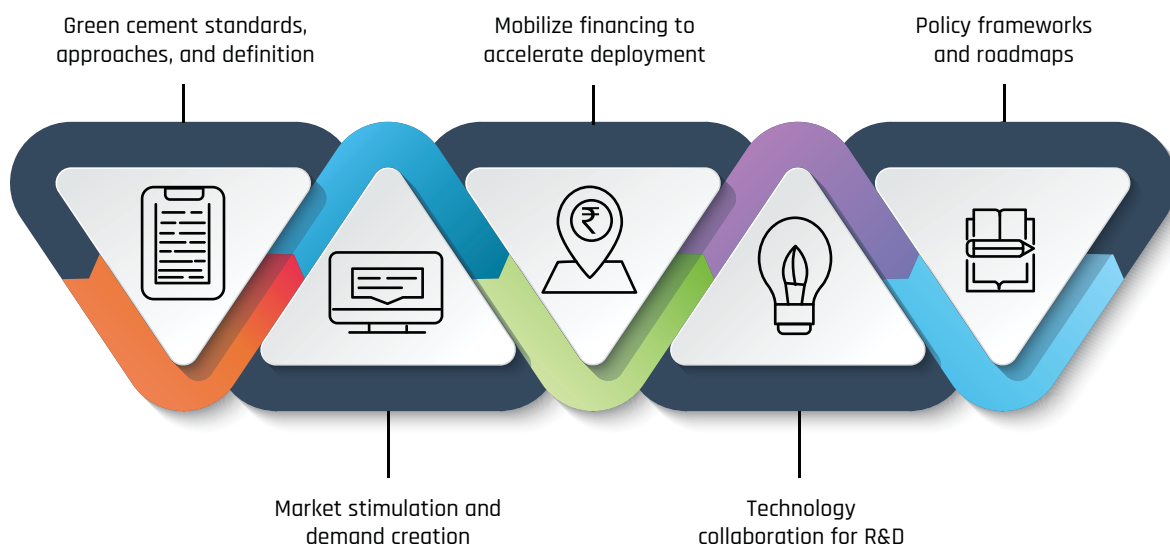 Green cement standards,
approaches, and definition
Mobilize financing to
accelerate deployment
Policy frameworks
and roadmaps
₹
Market stimulation and
demand creation
Technology
collaboration for R&D